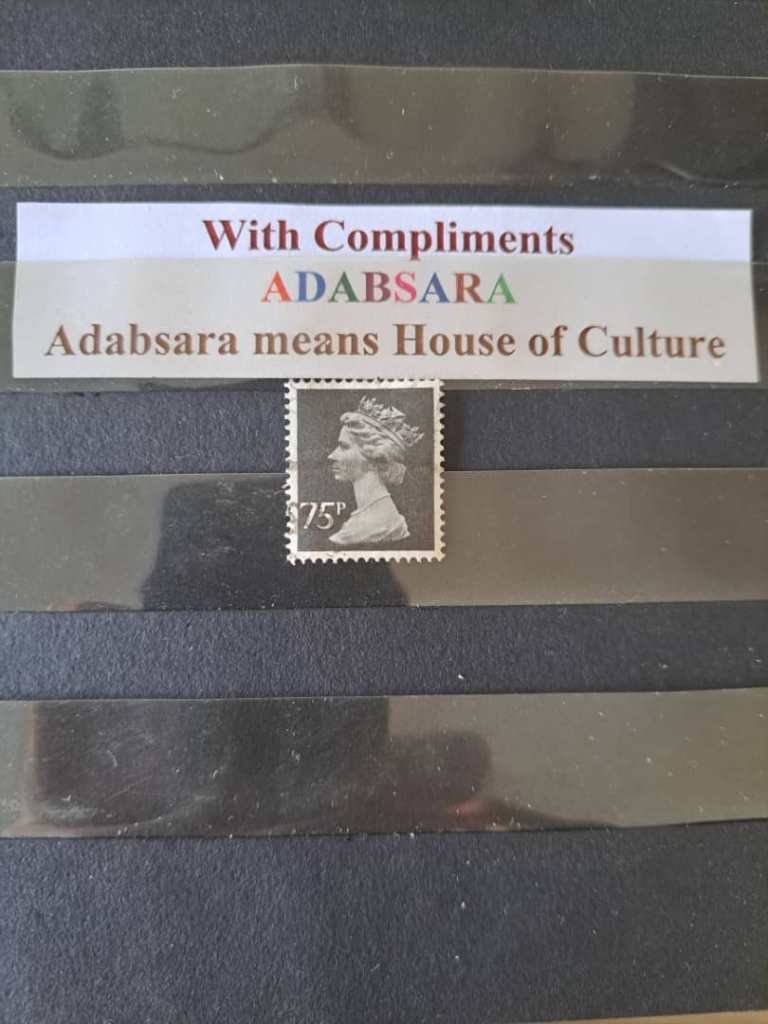 With Compliments
ADABSARA
Adabsara means House of Culture
75P